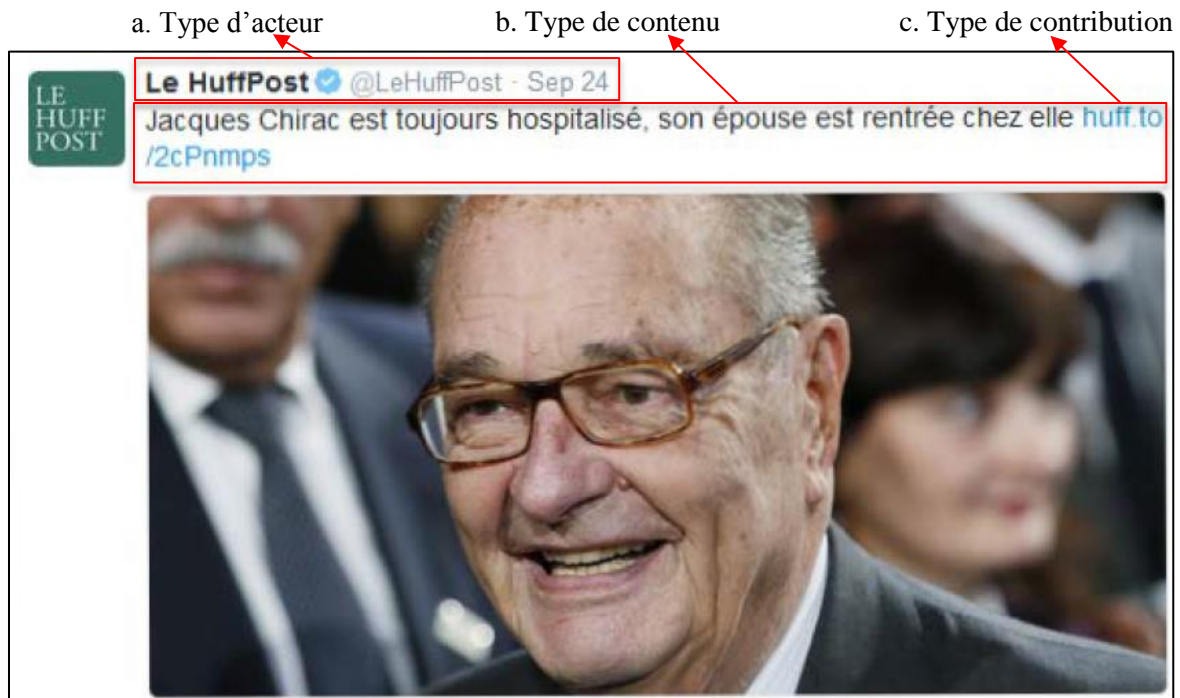 a. Type d’acteur b. Type de contenu c. Type de contribution
LE
HUFF
POST
Le HuffPost @LeHuffPost · Sep 24
Jacques Chirac est toujours hospitalisé, son épouse est rentrée chez elle huff.to
/2cPnmps